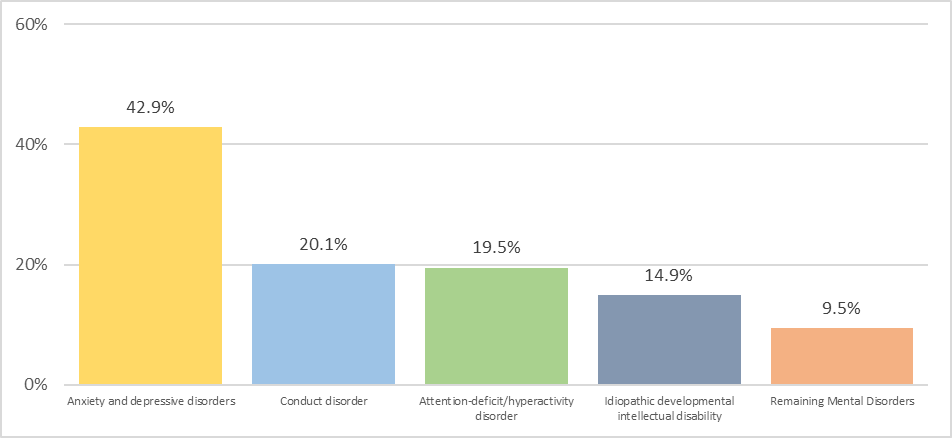 60%
42.9%
40%
20.1%
19.5%
20%
14.9%
9.5%
0%
Anxiety and depressive disorders
Conduct disorder
Attention-deficit/hyperactivity
disorder
Idiopathic developmental
intellectual disability
Remaining Mental Disorders